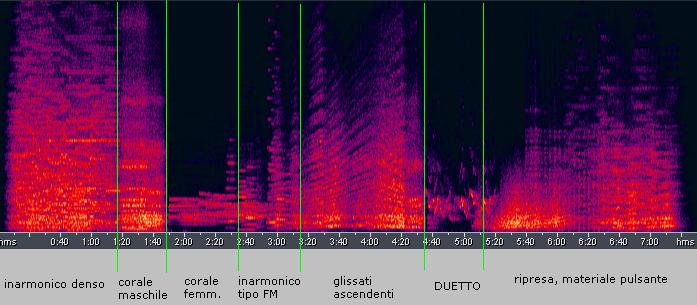 hms 0:40 1:00 1:20 1:40 2:00 2:20 2:40 3:00 3:20 3:40 4:00 4:20 4:40 5:00 5:20 5:40 6:00 6:20 6:40 7:00 hms
inarmonico denso
corale
maschile
corale
femm.
inarmonico
tipo FM
glissati
ascendenti
DUETTO
ripresa, materiale pulsante